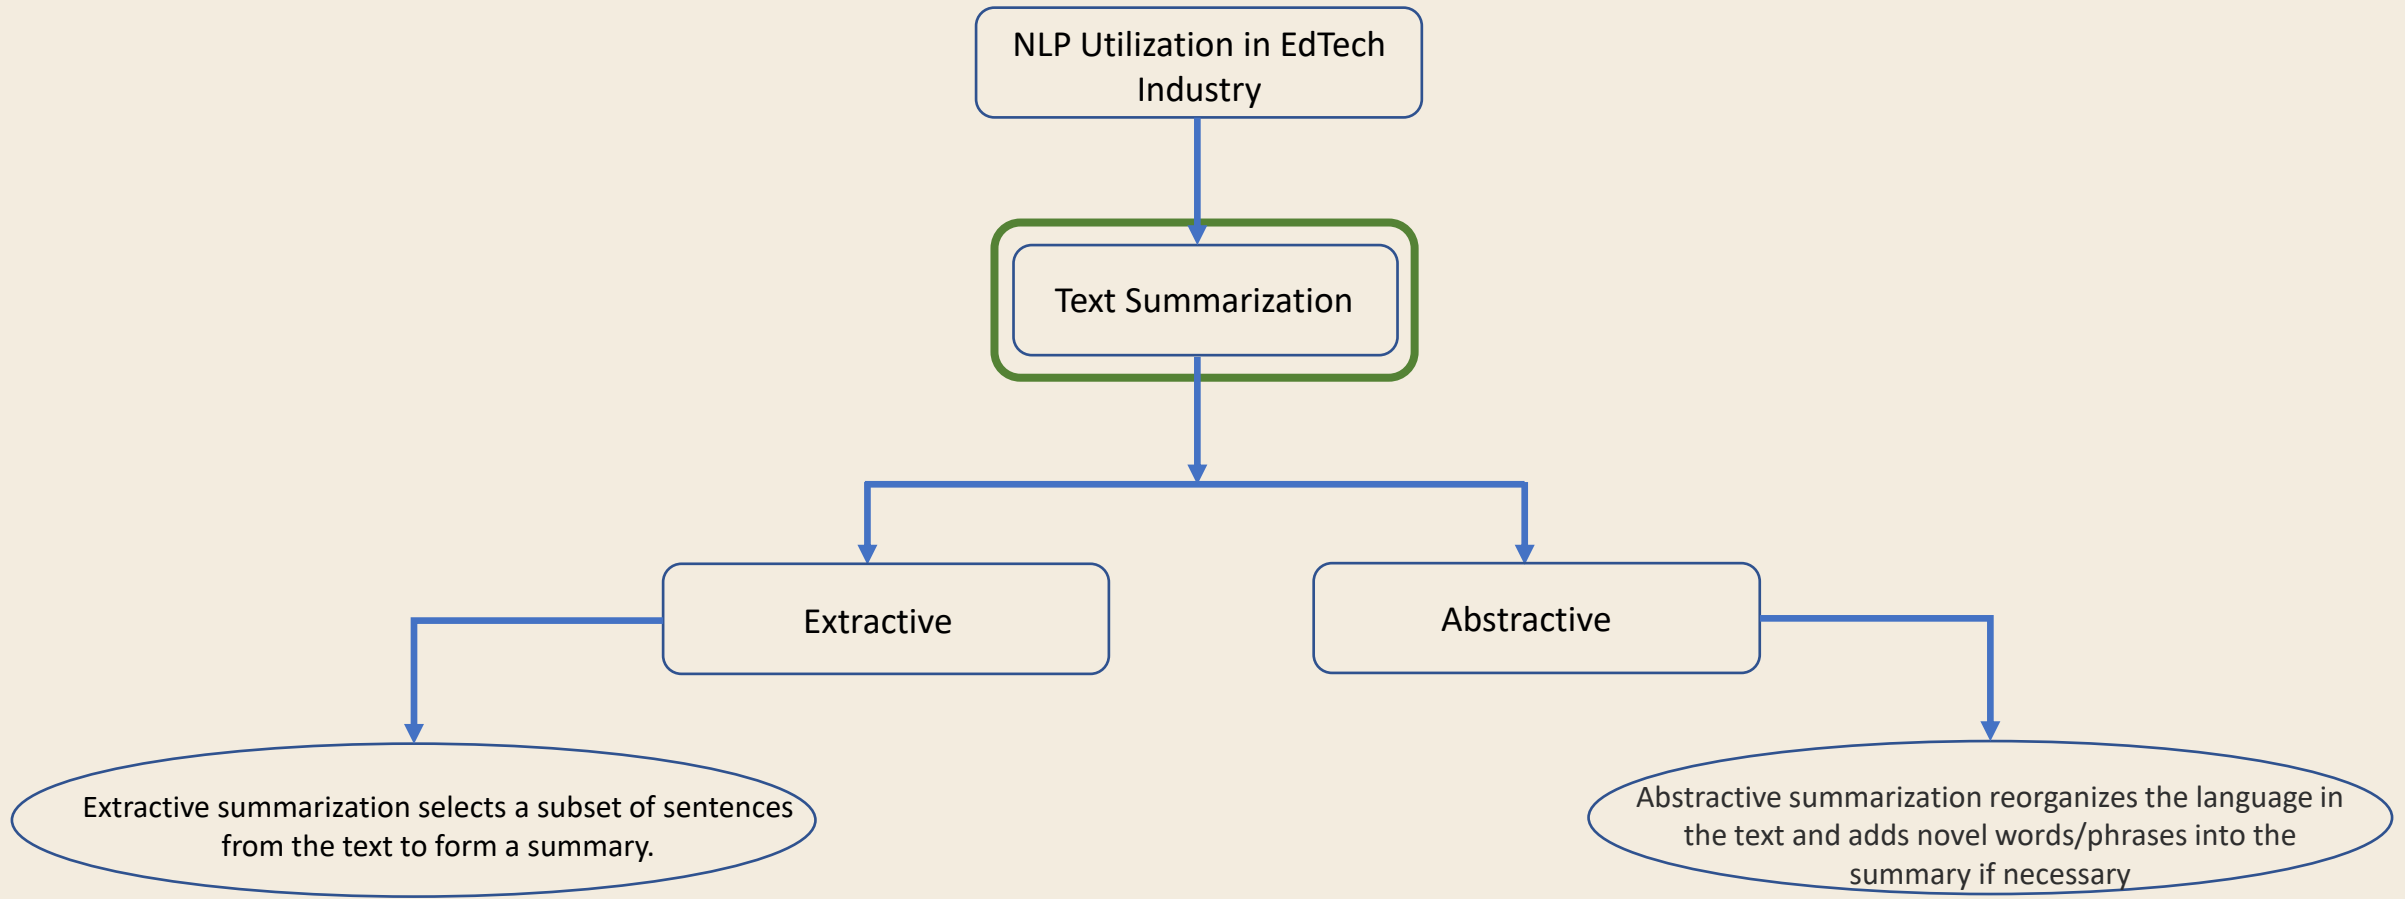 NLP Utilization in EdTech
Industry
Text Summarization
Extractive
Abstractive
Extractive summarization selects a subset of sentences
from the text to form a summary.
Abstractive summarization reorganizes the language in
the text and adds novel words/phrases into the
summary if necessary